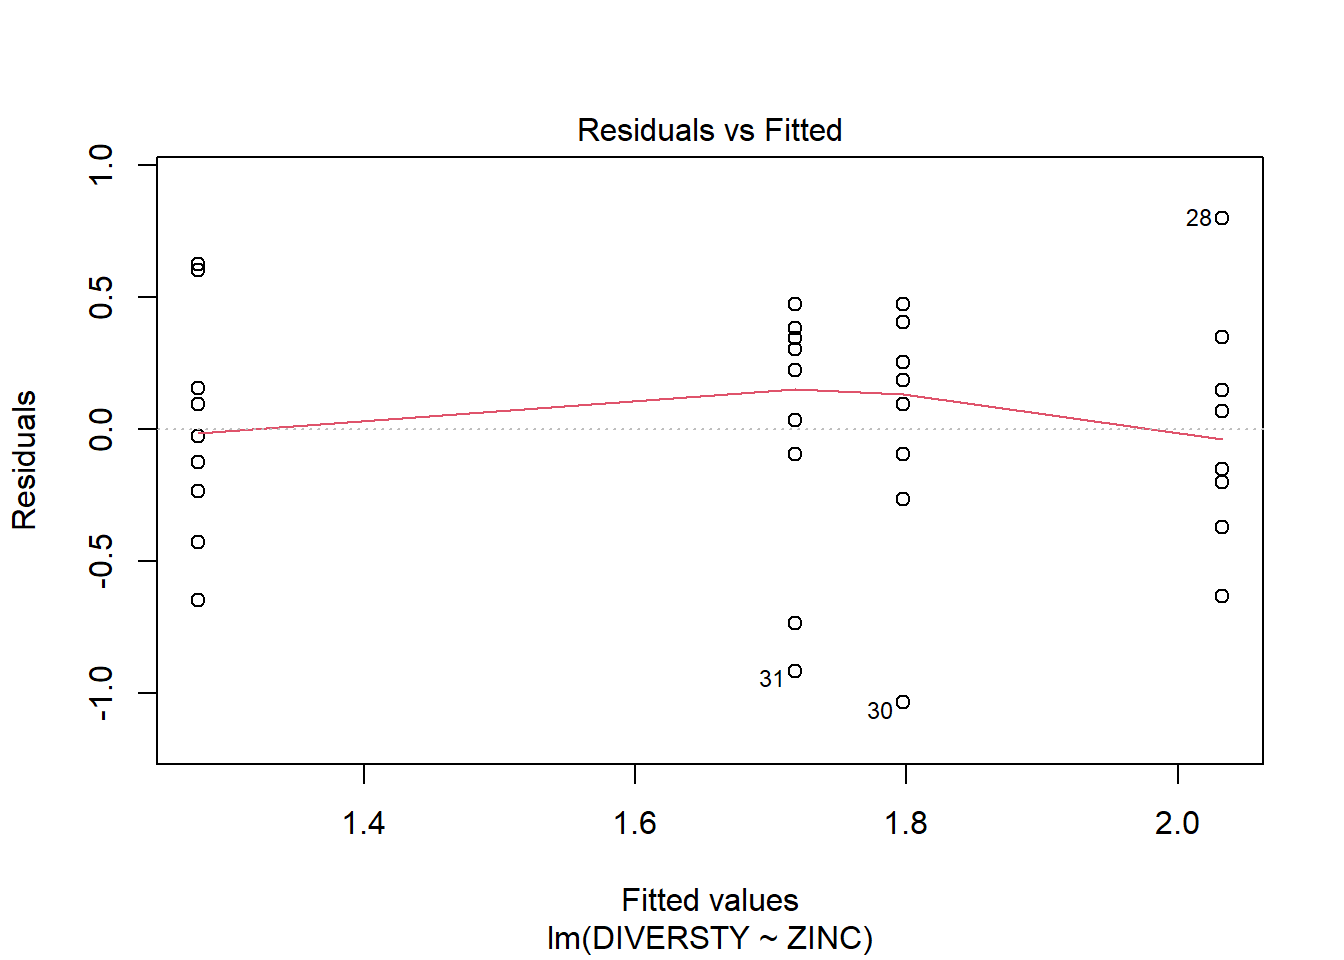 Residuals vs Fitted
1.0
0.5
0.0
-0.5
-1.0
Residuals
28
31
30
1.4 1.6 1.8 2.0
Fitted values
lm(DIVERSTY ~ ZINC)